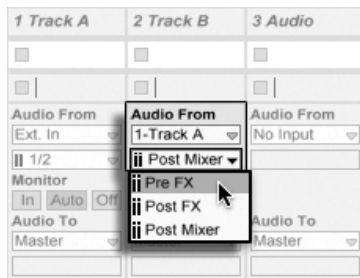 1 Track A 2 Track B 3 Audio
Audio From Audio From Audio From
Ext. In 1-Track A No Input
1/2 Post Mixer
Monitor Pre FX
In Auto Off Post FX
Audio To Post Mixer Audio To
Master Master